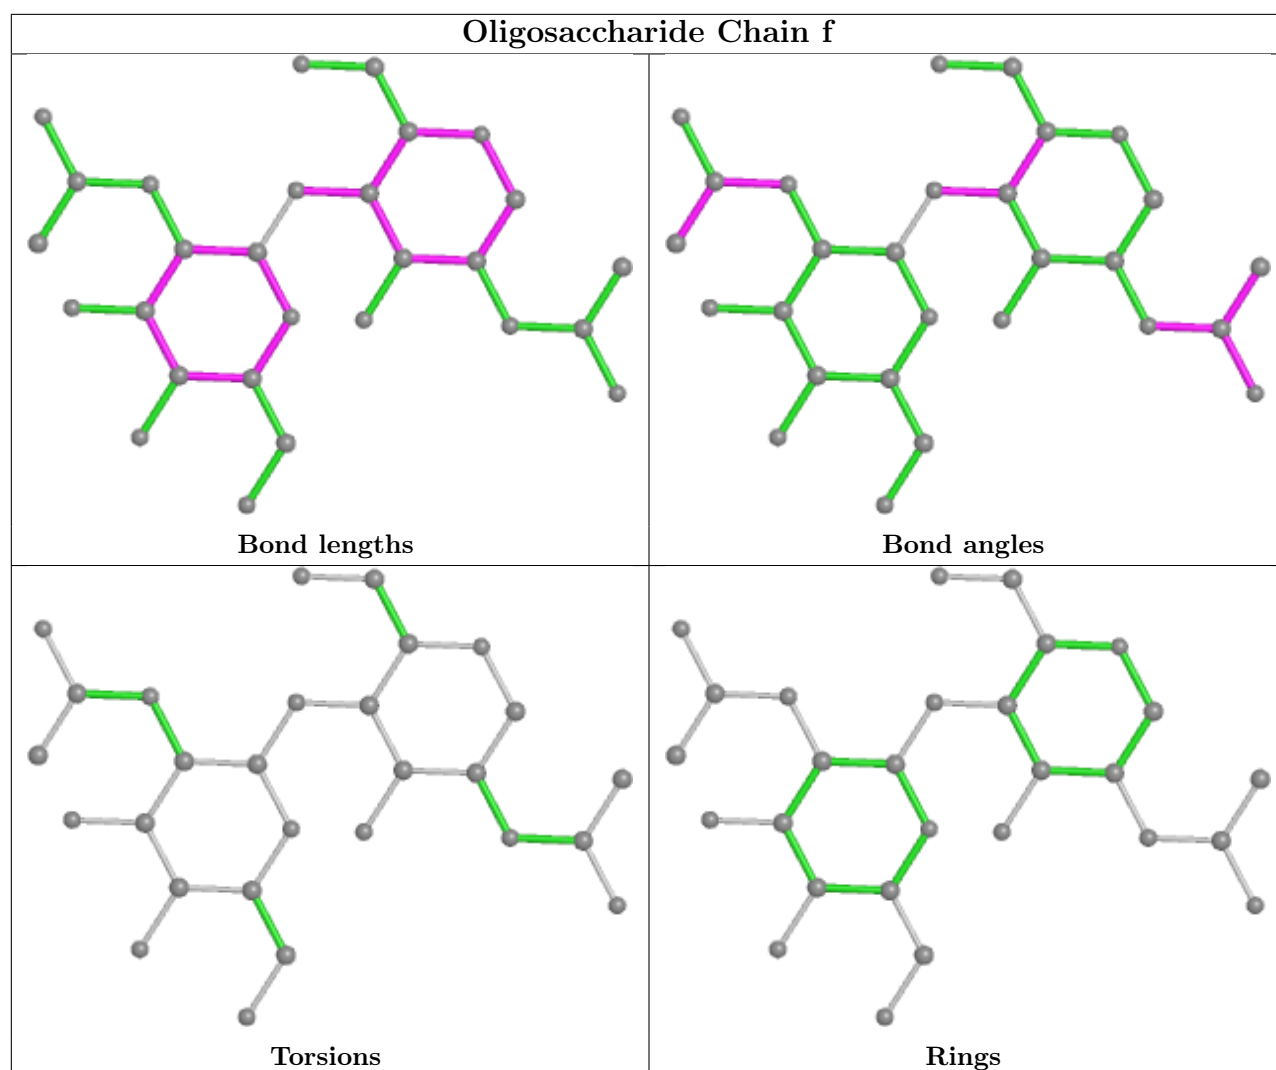 Oligosaccharide Chain f
Bond lengths
Bond angles
Torsions
Rings